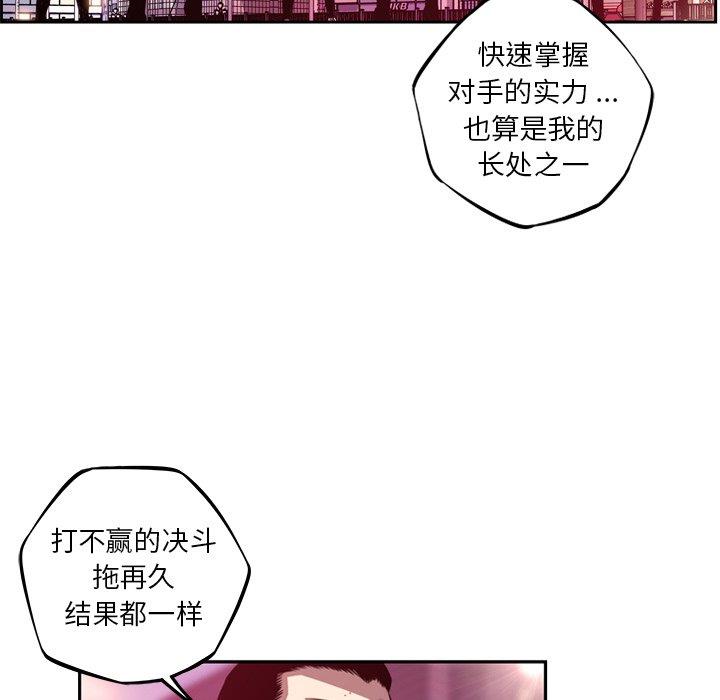 IKB
快速掌握
对手的实力...
也算是我的
长处之一
打不赢的决斗
拖再久
结果都一样